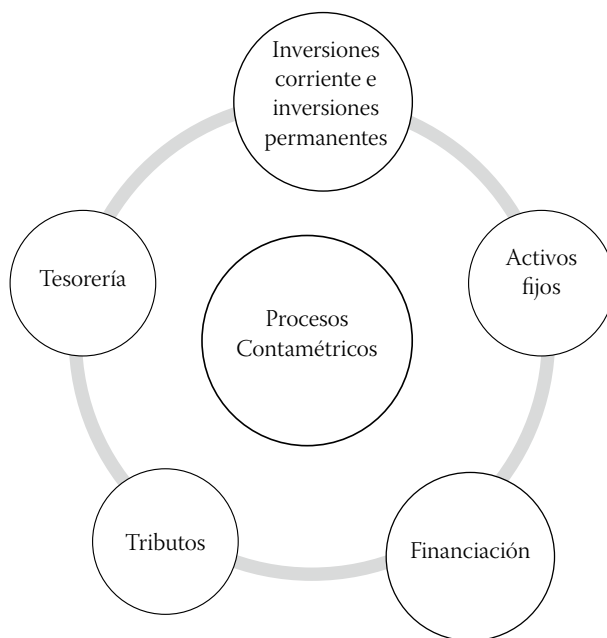 Inversiones
corriente e
inversiones
permanentes
Tesorería
Activos
fijos
Procesos
Contamétricos
Tributos
Financiación